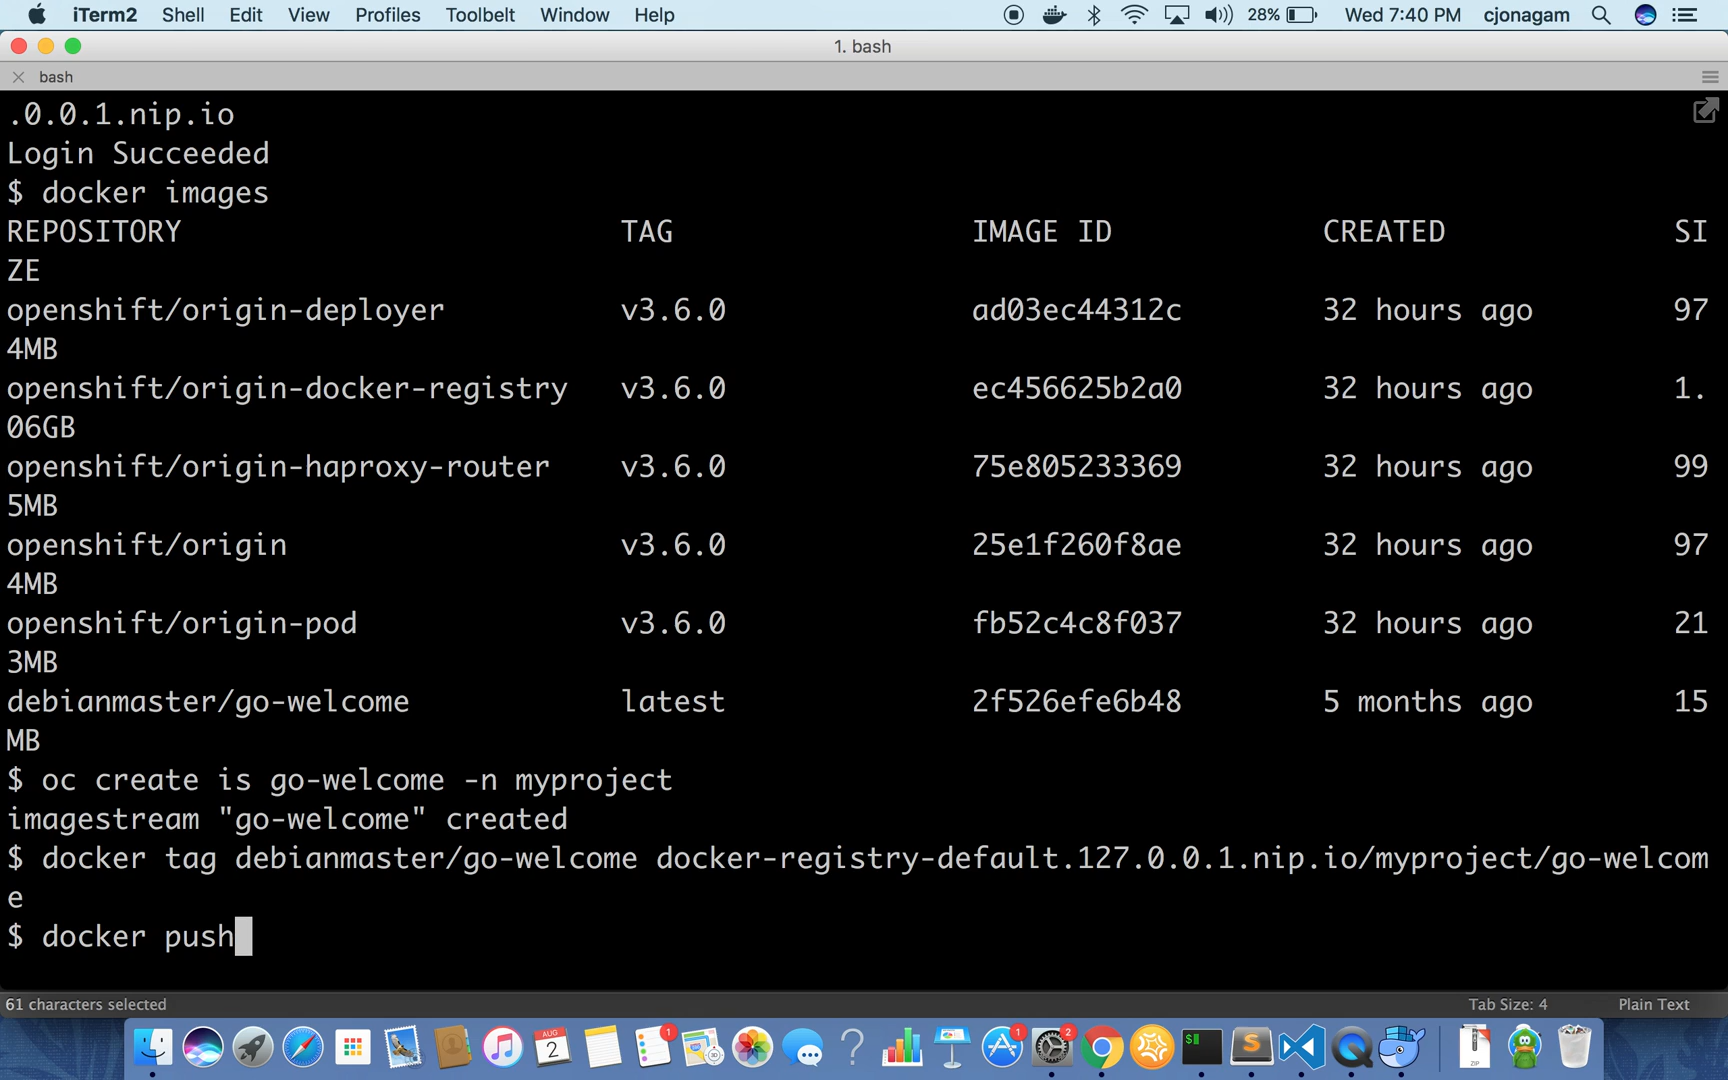 iTerm2 Shell Edit View Profiles Toolbelt Window Help 28% Wed 7:40 PM cjonagam
1. bash
bash
.0.0.1.nip.io
Login Succeeded
$ docker images
REPOSITORY TAG IMAGE ID CREATED SI
ZE
openshift/origin-deployer v3.6.0 ad03ec44312c 32 hours ago 97
4MB
openshift/origin-docker-registry v3.6.0 ec456625b2a0 32 hours ago 1.
06GB
openshift/origin-haproxy-router v3.6.0 75e805233369 32 hours ago 99
5MB
openshift/origin v3.6.0 25e1f260f8ae 32 hours ago 97
4MB
openshift/origin-pod v3.6.0 fb52c4c8f037 32 hours ago 21
3MB
debianmaster/go-welcome latest 2f526efe6b48 5 months ago 15
MB
$ oc create is go-welcome -n myproject
imagestream "go-welcome" created
$ docker tag debianmaster/go-welcome docker-registry-default.127.0.0.1.nip.io/myproject/go-welcom
e
$ docker push
61 characters selected Tab Size: 4 Plain Text
AUG
2
1
1
2
$
S
ZIP